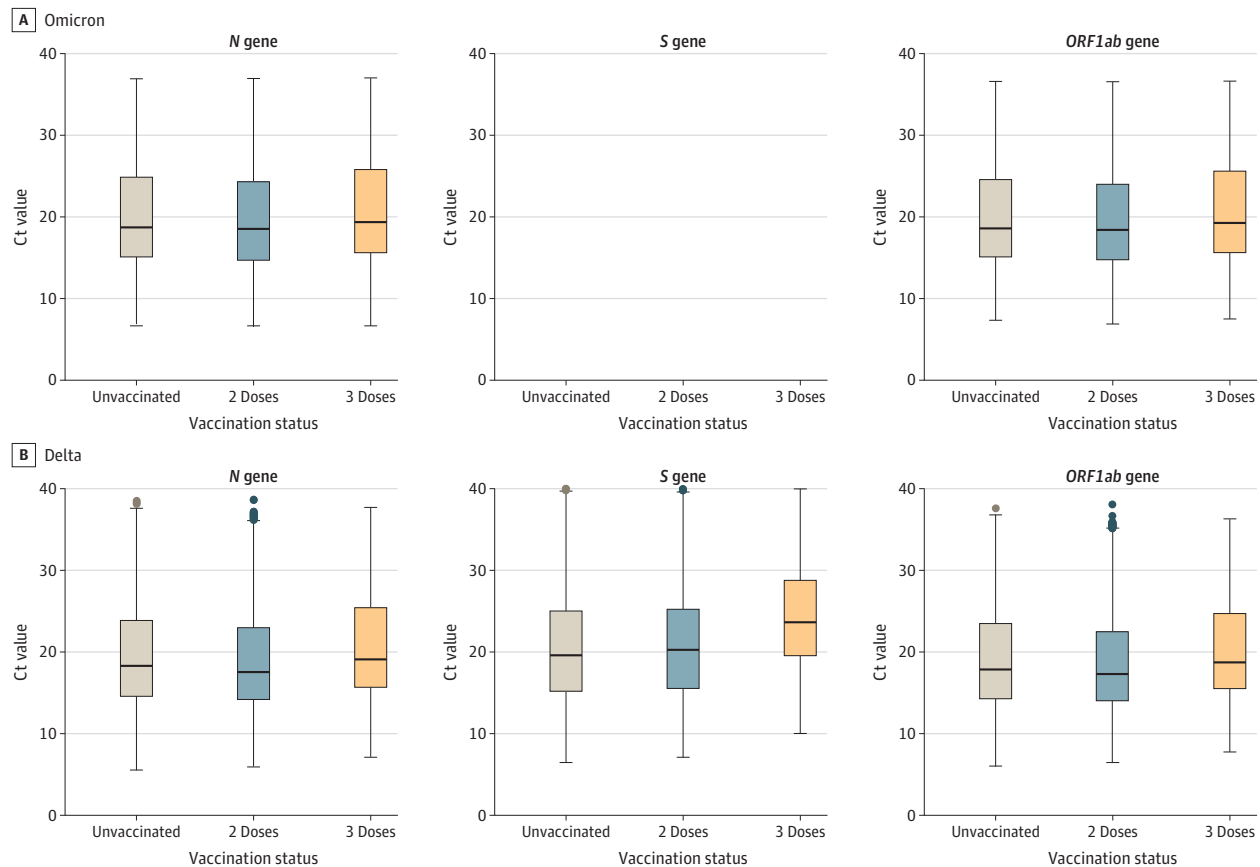 A Omicron
N gene
40
30
20
10
0
Ct value
Unvaccinated 2 Doses 3 Doses
Vaccination status
S gene
40
30
20
10
0
Ct value
Unvaccinated 2 Doses 3 Doses
Vaccination status
ORF1ab gene
40
30
20
10
0
Ct value
Unvaccinated 2 Doses 3 Doses
Vaccination status
B Delta
N gene
40
30
20
10
0
Ct value
Unvaccinated 2 Doses 3 Doses
Vaccination status
S gene
40
30
20
10
0
Ct value
Unvaccinated 2 Doses 3 Doses
Vaccination status
ORF1ab gene
40
30
20
10
0
Ct value
Unvaccinated 2 Doses 3 Doses
Vaccination status